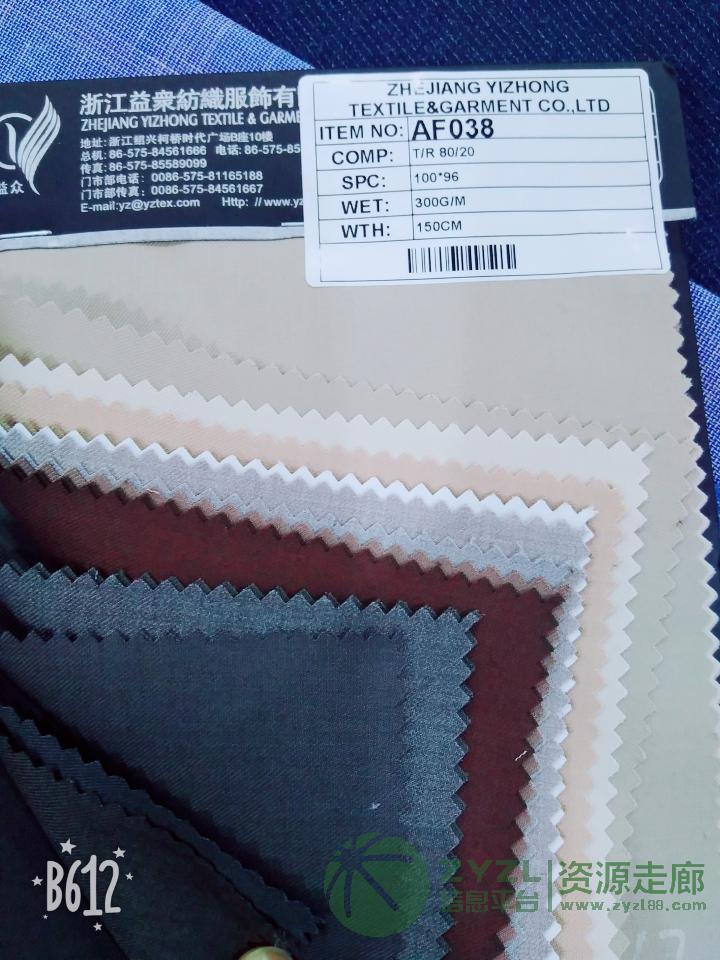 益众
浙江益衆紡織服飾有
ZHEJIANG YIZHONG TEXTILE & GARME
地址:浙江绍兴柯桥时代广场B座10楼
总机:86-575-84561666 电话:86-575-85
传真:86-575-85589099
门市部电话: 0086-575-81165188
门市部传真: 0086-575-84561667
E-mail:yz@yztex.com Http: // www.yz
ZHEJIANG YIZHONG
TEXTILE&GARMENT CO.,LTD
ITEM NO: AF038
COMP: T/R 80/20
SPC: 100*96
WET: 300G/M
WTH: 150CM
B612
ZYZL 资源走廊
信息平台 www.zyzl88.com
17